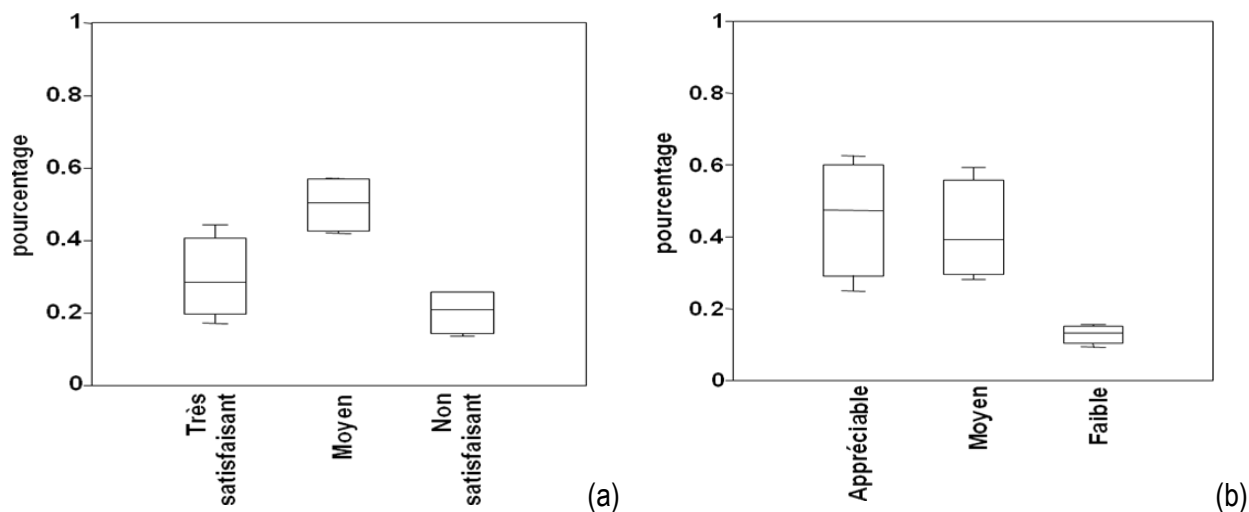 1
0.8
0.6
0.4
0.2
0
pourcentage
Très
satisfaisant
Moyen
Non
satisfaisant
(a)
1
0.8
0.6
0.4
0.2
0
pourcentage
Appréciable
Moyen
Faible
(b)